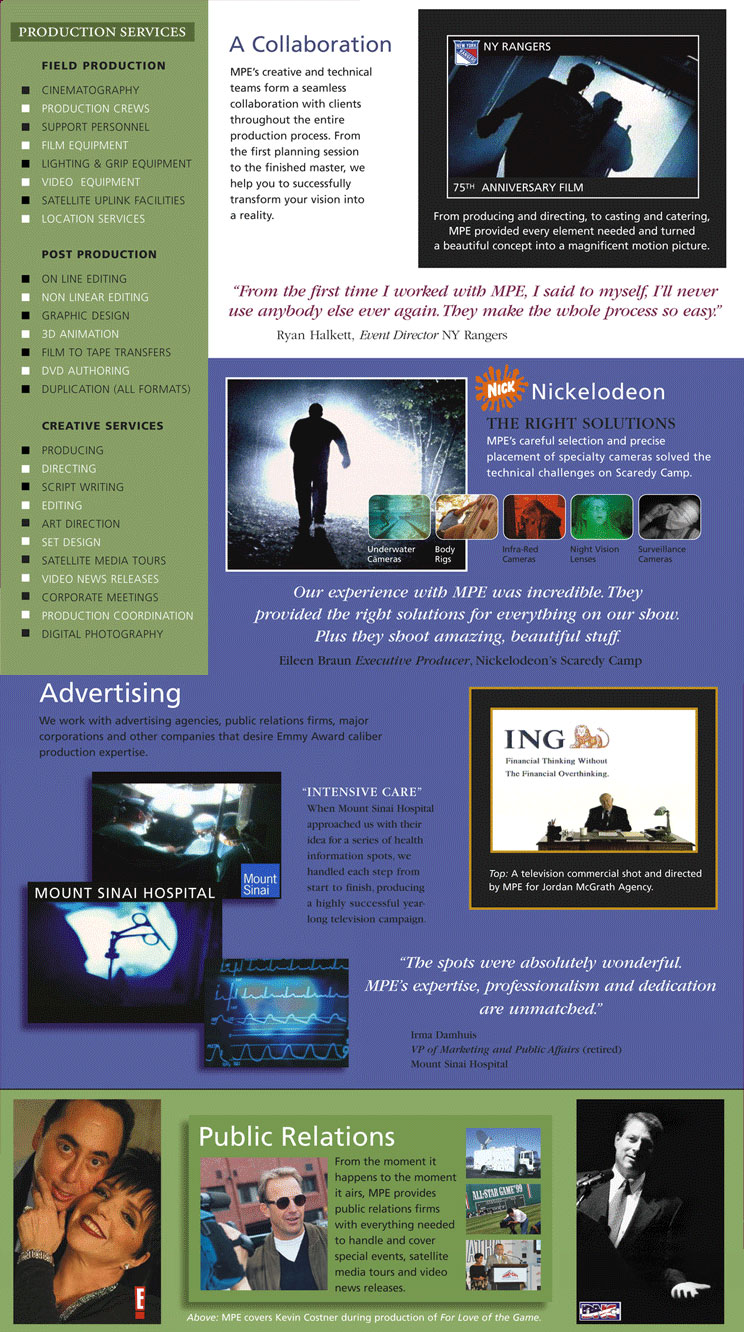 PRODUCTION SERVICES
FIELD PRODUCTION
CINEMATOGRAPHY
PRODUCTION CREWS
SUPPORT PERSONNEL
FILM EQUIPMENT
LIGHTING & GRIP EQUIPMENT
VIDEO EQUIPMENT
SATELLITE UPLINK FACILITIES
LOCATION SERVICES
POST PRODUCTION
ON LINE EDITING
NON LINEAR EDITING
GRAPHIC DESIGN
3D ANIMATION
FILM TO TAPE TRANSFERS
DVD AUTHORING
DUPLICATION (ALL FORMATS)
CREATIVE SERVICES
PRODUCING
DIRECTING
SCRIPT WRITING
EDITING
ART DIRECTION
SET DESIGN
SATELLITE MEDIA TOURS
VIDEO NEWS RELEASES
CORPORATE MEETINGS
PRODUCTION COORDINATION
DIGITAL PHOTOGRAPHY
A Collaboration
MPE's creative and technical
teams form a seamless
collaboration with clients
throughout the entire
production process. From
the first planning session
to the finished master, we
help you to successfully
transform your vision into
a reality.
NEW YORK
RANGERS
NY RANGERS
75TH ANNIVERSARY FILM
From producing and directing, to casting and catering,
MPE provided every element needed and turned
a beautiful concept into a magnificent motion picture.
"From the first time I worked with MPE, I said to myself, I'll never
use anybody else ever again. They make the whole process so easy."
Ryan Halkett, Event Director NY Rangers
NICK
Nickelodeon
THE RIGHT SOLUTIONS
MPE's careful selection and precise
placement of specialty cameras solved the
technical challenges on Scaredy Camp.
Underwater
Cameras
Body
Rigs
Infra-Red
Cameras
Night Vision
Lenses
Surveillance
Cameras
Our experience with MPE was incredible. They
provided the right solutions for everything on our show.
Plus they shoot amazing, beautiful stuff.
Eileen Braun Executive Producer, Nickelodeon's Scaredy Camp
Advertising
We work with advertising agencies, public relations firms, major
corporations and other companies that desire Emmy Award caliber
production expertise.
Mount
Sinai
MOUNT SINAI HOSPITAL
"INTENSIVE CARE"
When Mount Sinai Hospital
approached us with their
idea for a series of health
information spots, we
handled each step from
start to finish, producing
a highly successful year-
long television campaign.
ING
Financial Thinking Without
The Financial Overthinking.
Top: A television commercial shot and directed
by MPE for Jordan McGrath Agency.
"The spots were absolutely wonderful.
MPE's expertise, professionalism and dedication
are unmatched."
Irma Damhuis
VP of Marketing and Public Affairs (retired)
Mount Sinai Hospital
E
Public Relations
From the moment it
happens to the moment
it airs, MPE provides
public relations firms
with everything needed
to handle and cover
special events, satellite
media tours and video
news releases.
ALL-STAR GAME '99
Above: MPE covers Kevin Costner during production of For Love of the Game.